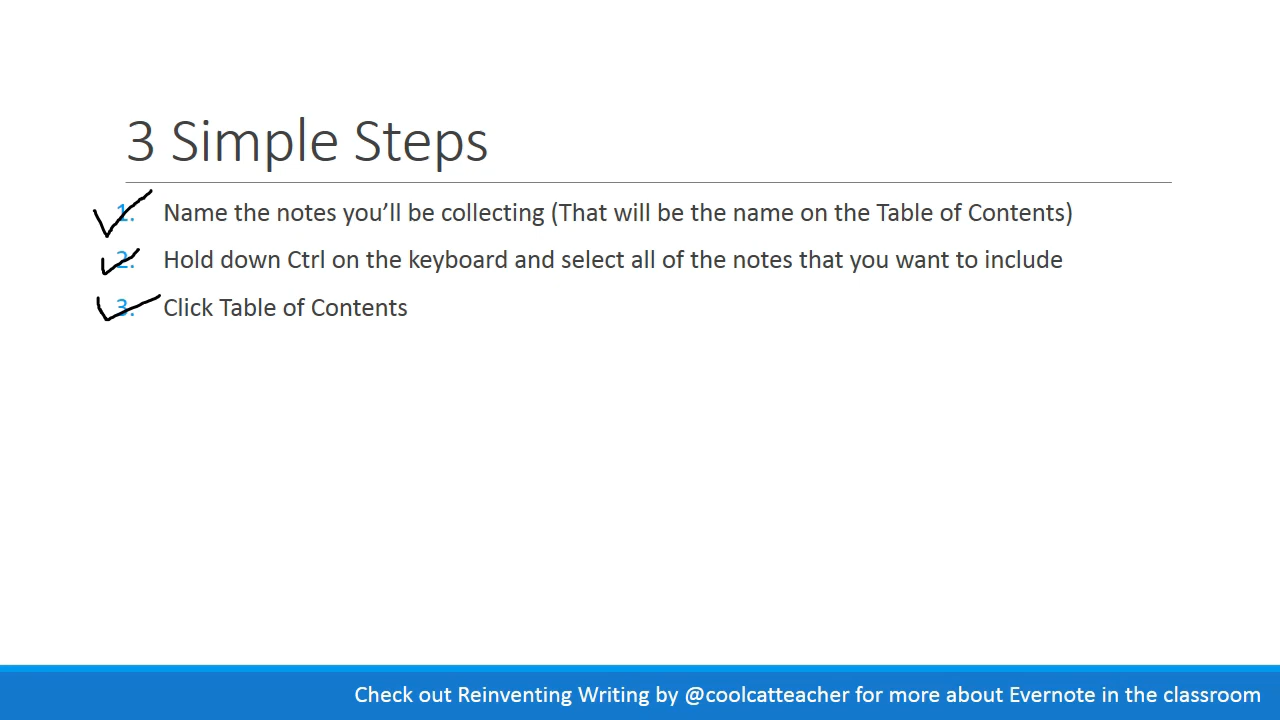 3 Simple Steps
1. Name the notes you’ll be collecting (That will be the name on the Table of Contents)
2. Hold down Ctrl on the keyboard and select all of the notes that you want to include
3. Click Table of Contents
Check out Reinventing Writing by @coolcatteacher for more about Evernote in the classroom